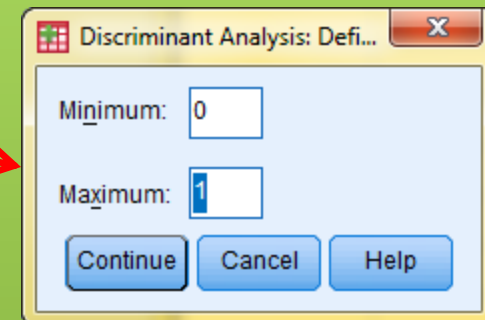 Discriminant Analysis: Defi...
Minimum: 0
Maximum: 1
Continue Cancel Help